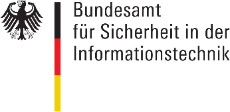 Bundesamt
für Sicherheit in der
Informationstechnik